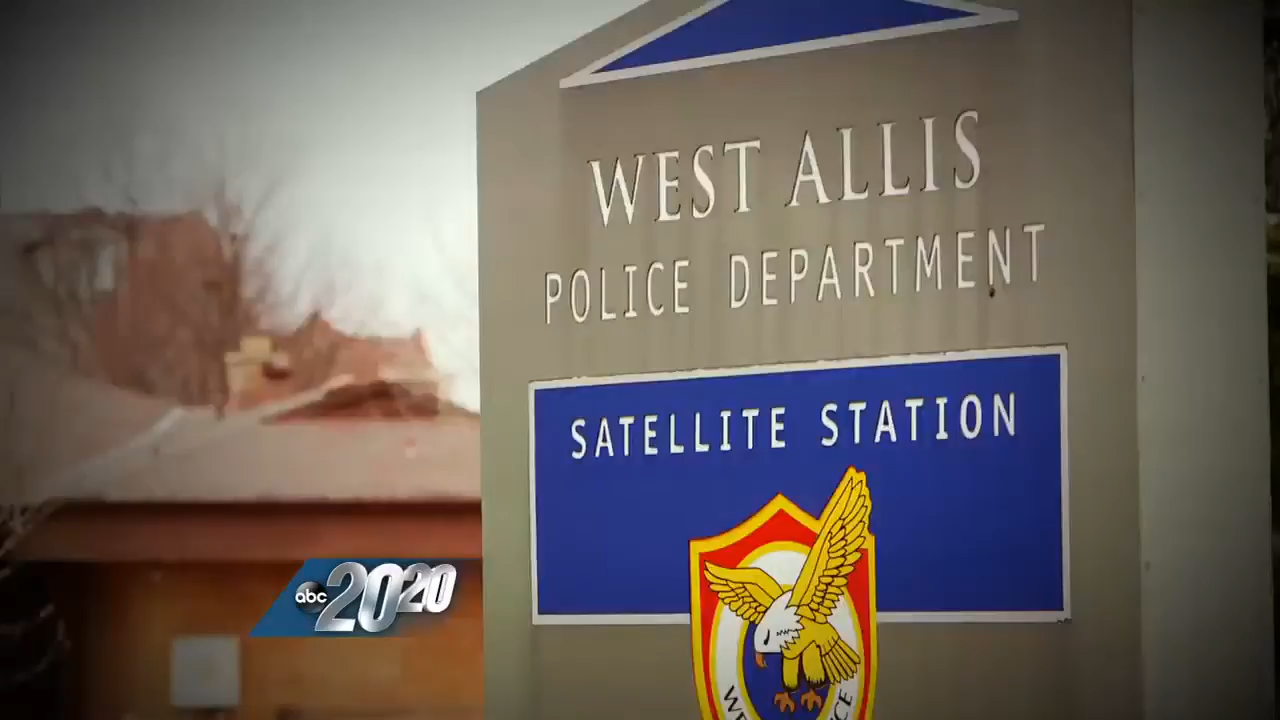 WEST ALLIS
POLICE DEPARTMENT
SATELLITE STATION
abc 20 20